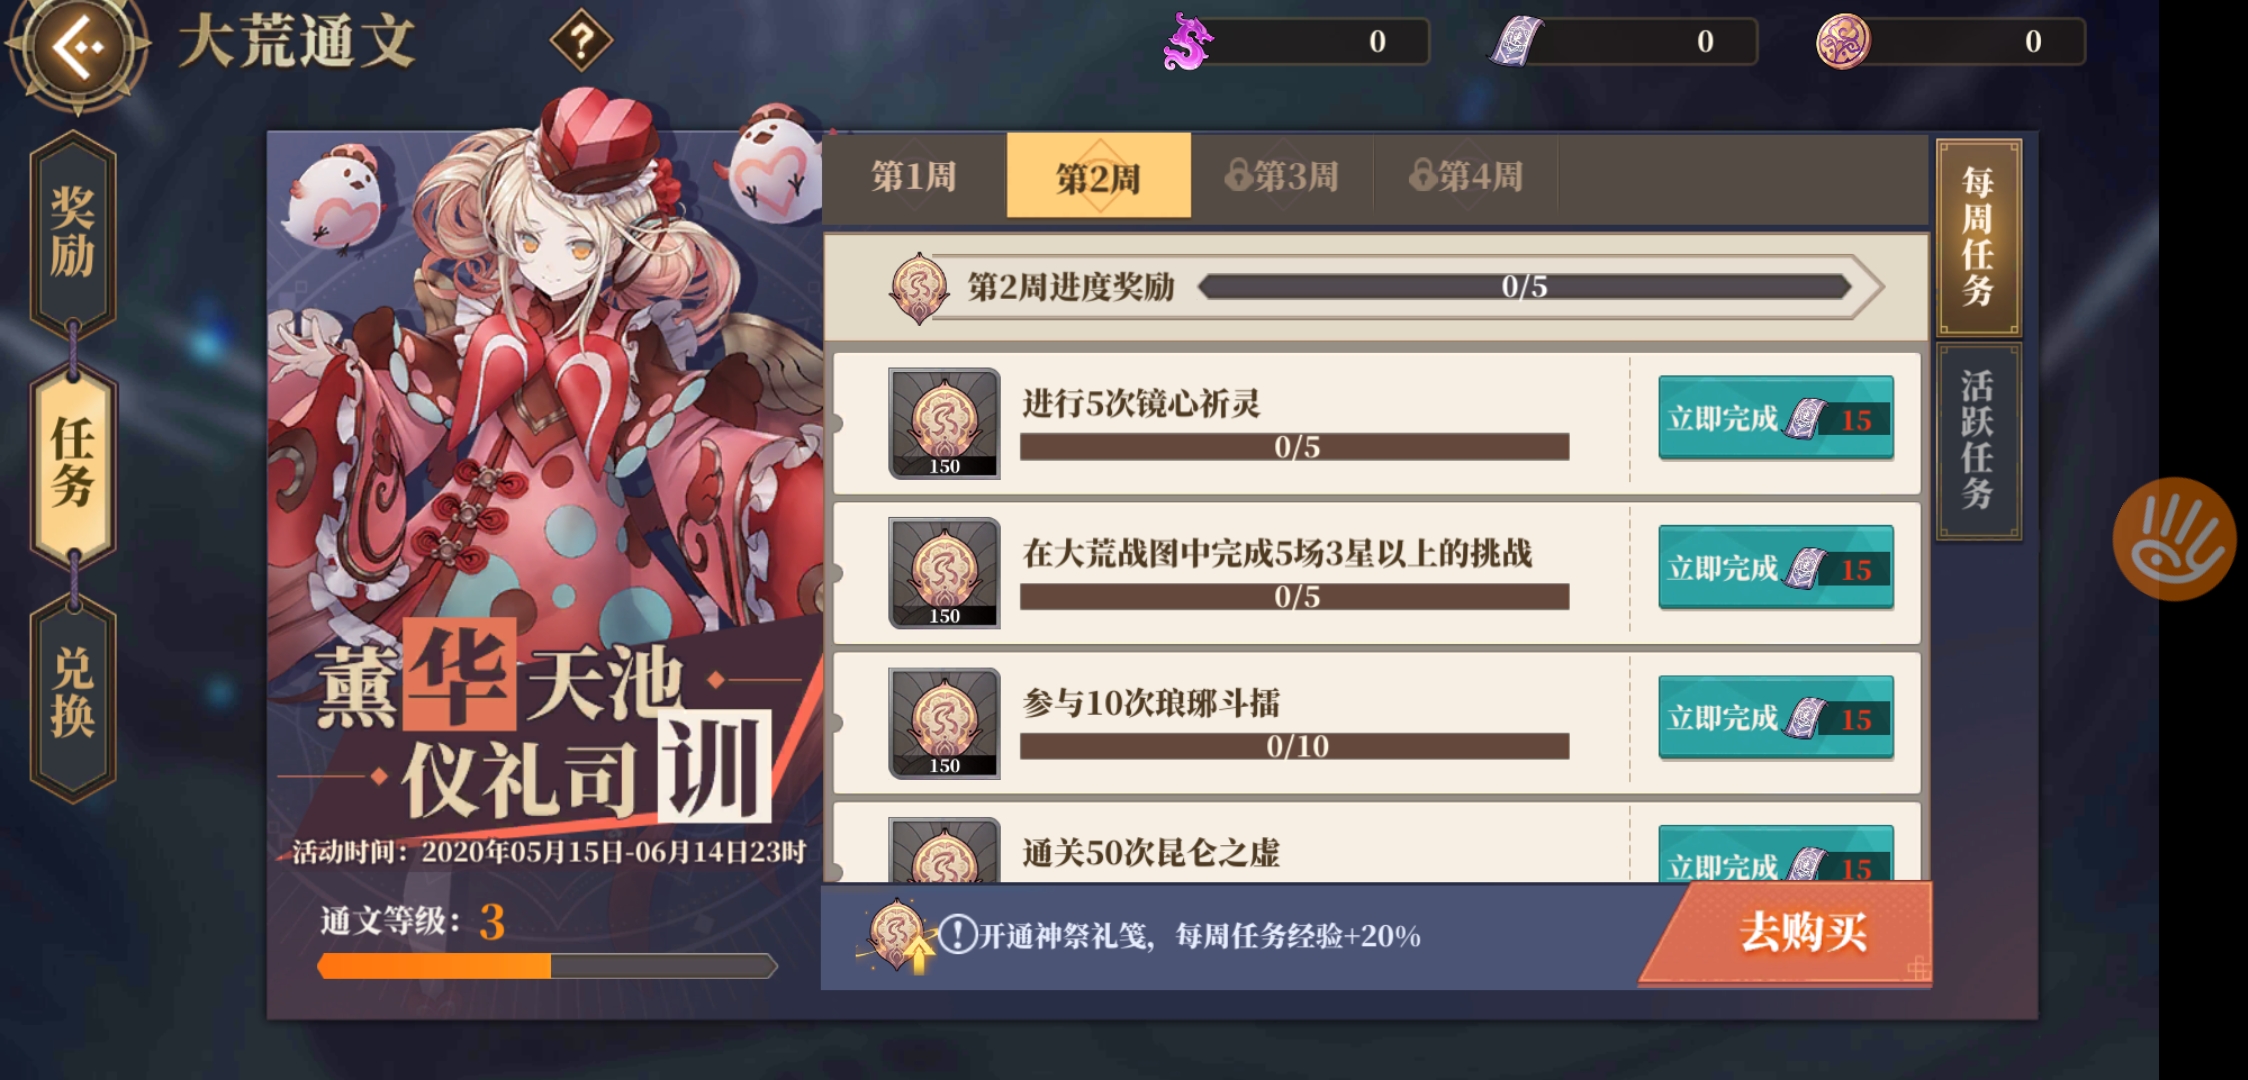 大荒通文
?
0
0
0
奖励
任务
兑换
第1周
第2周
第3周
第4周
每周任务
活跃任务
第2周进度奖励
0/5
进行5次镜心祈灵
0/5
150
立即完成 15
在大荒战图中完成5场3星以上的挑战
0/5
150
立即完成 15
参与10次琅琊斗擂
0/10
150
立即完成 15
通关50次昆仑之虚
立即完成 15
薰华天池
仪礼司训
活动时间：2020年05月15日-06月14日23时
通文等级：3
开通神祭礼笺，每周任务经验+20%
去购买